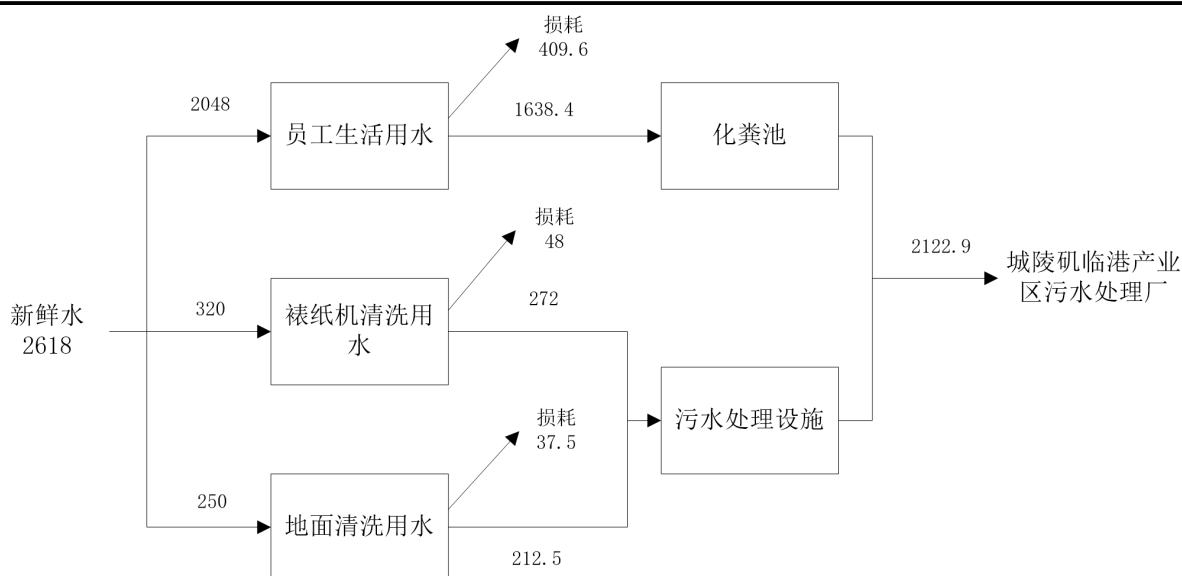 损耗
409.6
2048
员工生活用水
1638.4
化粪池
损耗
48
2122.9
城陵矶临港产业
区污水处理厂
新鲜水
2618
320
裱纸机清洗用
水
272
损耗
37.5
污水处理设施
250
地面清洗用水
212.5